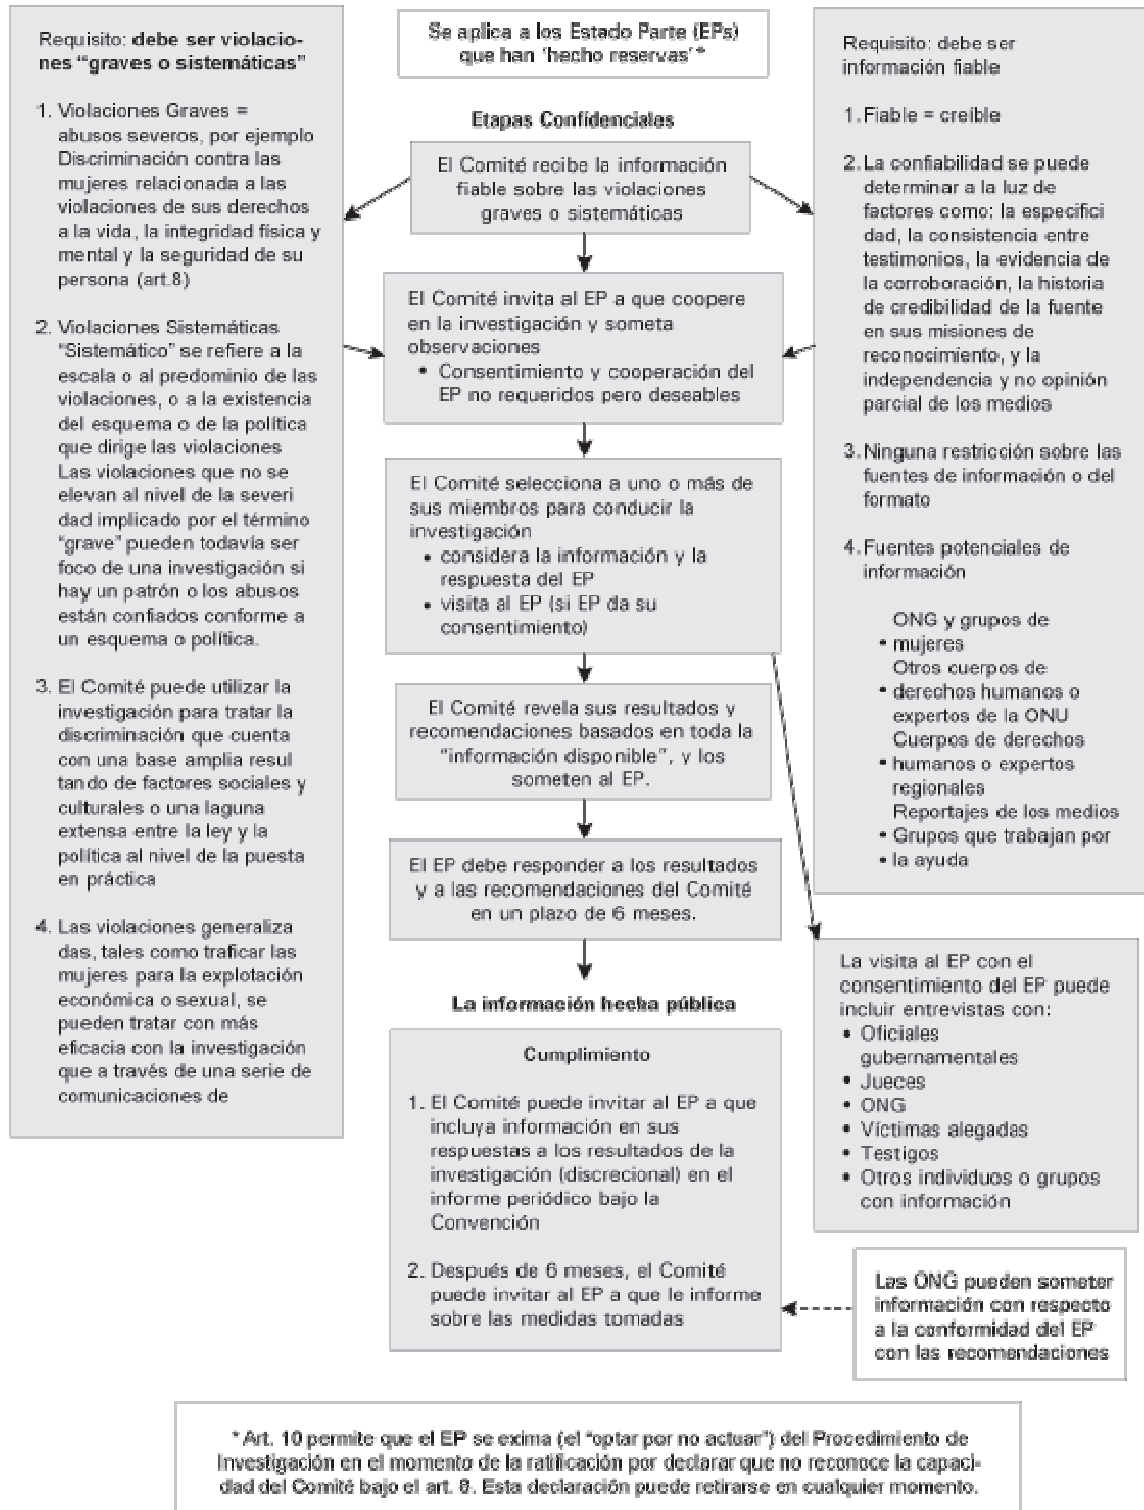 Requisito: debe ser violacio-
nes “graves o sistemáticas”
1. Violaciones Graves =
abusos severos, por ejemplo
Discriminación contra las
mujeres relacionada a las
violaciones de sus derechos
a la vida, la integridad física y
mental y la seguridad de su
persona (art.8)
2. Violaciones Sistemáticas
“Sistemático” se refiere a la
escala o al predominio de las
violaciones, o a la existencia
del esquema o de la política
que dirige las violaciones
Las violaciones que no se
elevan al nivel de la severi
dad implicado por el término
“grave” pueden todavía ser
foco de una investigación si
hay un patrón o los abusos
están confiados conforme a
un esquema o política.
3. El Comité puede utilizar la
investigación para tratar la
discriminación que cuenta
con una base amplia resul
tando de factores sociales y
culturales o una laguna
extensa entre la ley y la
política al nivel de la puesta
en práctica
4. Las violaciones generaliza
das, tales como traficar las
mujeres para la explotación
económica o sexual, se
pueden tratar con más
eficacia con la investigación
que a través de una serie de
comunicaciones de
Se aplica a los Estado Parte (EPs)
que han ‘hecho reservas’*
Etapas Confidenciales
El Comité recibe la información
fiable sobre las violaciones
graves o sistemáticas
El Comité invita al EP a que coopere
en la investigación y someta
observaciones
• Consentimiento y cooperación del
EP no requeridos pero deseables
El Comité selecciona a uno o más de
sus miembros para conducir la
investigación
• considera la información y la
respuesta del EP
• visita al EP (si EP da su
consentimiento)
El Comité revela sus resultados y
recomendaciones basados en toda la
“información disponible”, y los
someten al EP.
El EP debe responder a los resultados
y a las recomendaciones del Comité
en un plazo de 6 meses.
La información hecha pública
Cumplimiento
1. El Comité puede invitar al EP a que
incluya información en sus
respuestas a los resultados de la
investigación (discrecional) en el
informe periódico bajo la
Convención
2. Después de 6 meses, el Comité
puede invitar al EP a que le informe
sobre las medidas tomadas
Requisito: debe ser
información fiable
1. Fiable = creíble
2. La confiabilidad se puede
determinar a la luz de
factores como: la especifici
dad, la consistencia entre
testimonios, la evidencia de
la corroboración, la historia
de credibilidad de la fuente
en sus misiones de
reconocimiento, y la
independencia y no opinión
parcial de los medios
3. Ninguna restricción sobre las
fuentes de información o del
formato
4. Fuentes potenciales de
información
ONG y grupos de
• mujeres
Otros cuerpos de
• derechos humanos o
expertos de la ONU
Cuerpos de derechos
• humanos o expertos
regionales
Reportajes de los medios
• Grupos que trabajan por
• la ayuda
La visita al EP con el
consentimiento del EP puede
incluir entrevistas con:
• Oficiales
gubernamentales
• Jueces
• ONG
• Víctimas alegadas
• Testigos
• Otros individuos o grupos
con información
Las ONG pueden someter
información con respecto
a la conformidad del EP
con las recomendaciones
* Art. 10 permite que el EP se exima (el “optar por no actuar”) del Procedimiento de
Investigación en el momento de la ratificación por declarar que no reconoce la capaci-
dad del Comité bajo el art. 8. Esta declaración puede retirarse en cualquier momento.